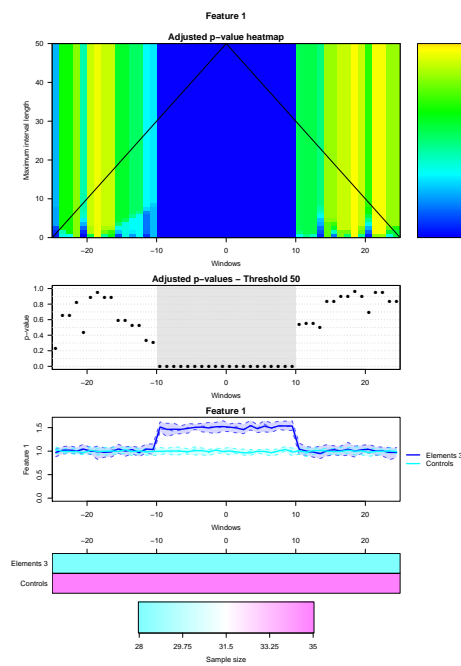 Feature 1
Adjusted p−value heatmap
50
40
30
20
10
0
Maximum interval length
−20 −10 0 10 20
Windows
Adjusted p−values − Threshold 50
1.0
0.8
0.6
0.4
0.2
0.0
p−value
−20 −10 0 10 20
Windows
Feature 1
1.5
1.0
0.5
0.0
Feature 1
Elements 3
Controls
−20 −10 0 10 20
Windows
−20 −10 0 10 20
Elements 3
Controls
28 29.75 31.5 33.25 35
Sample size